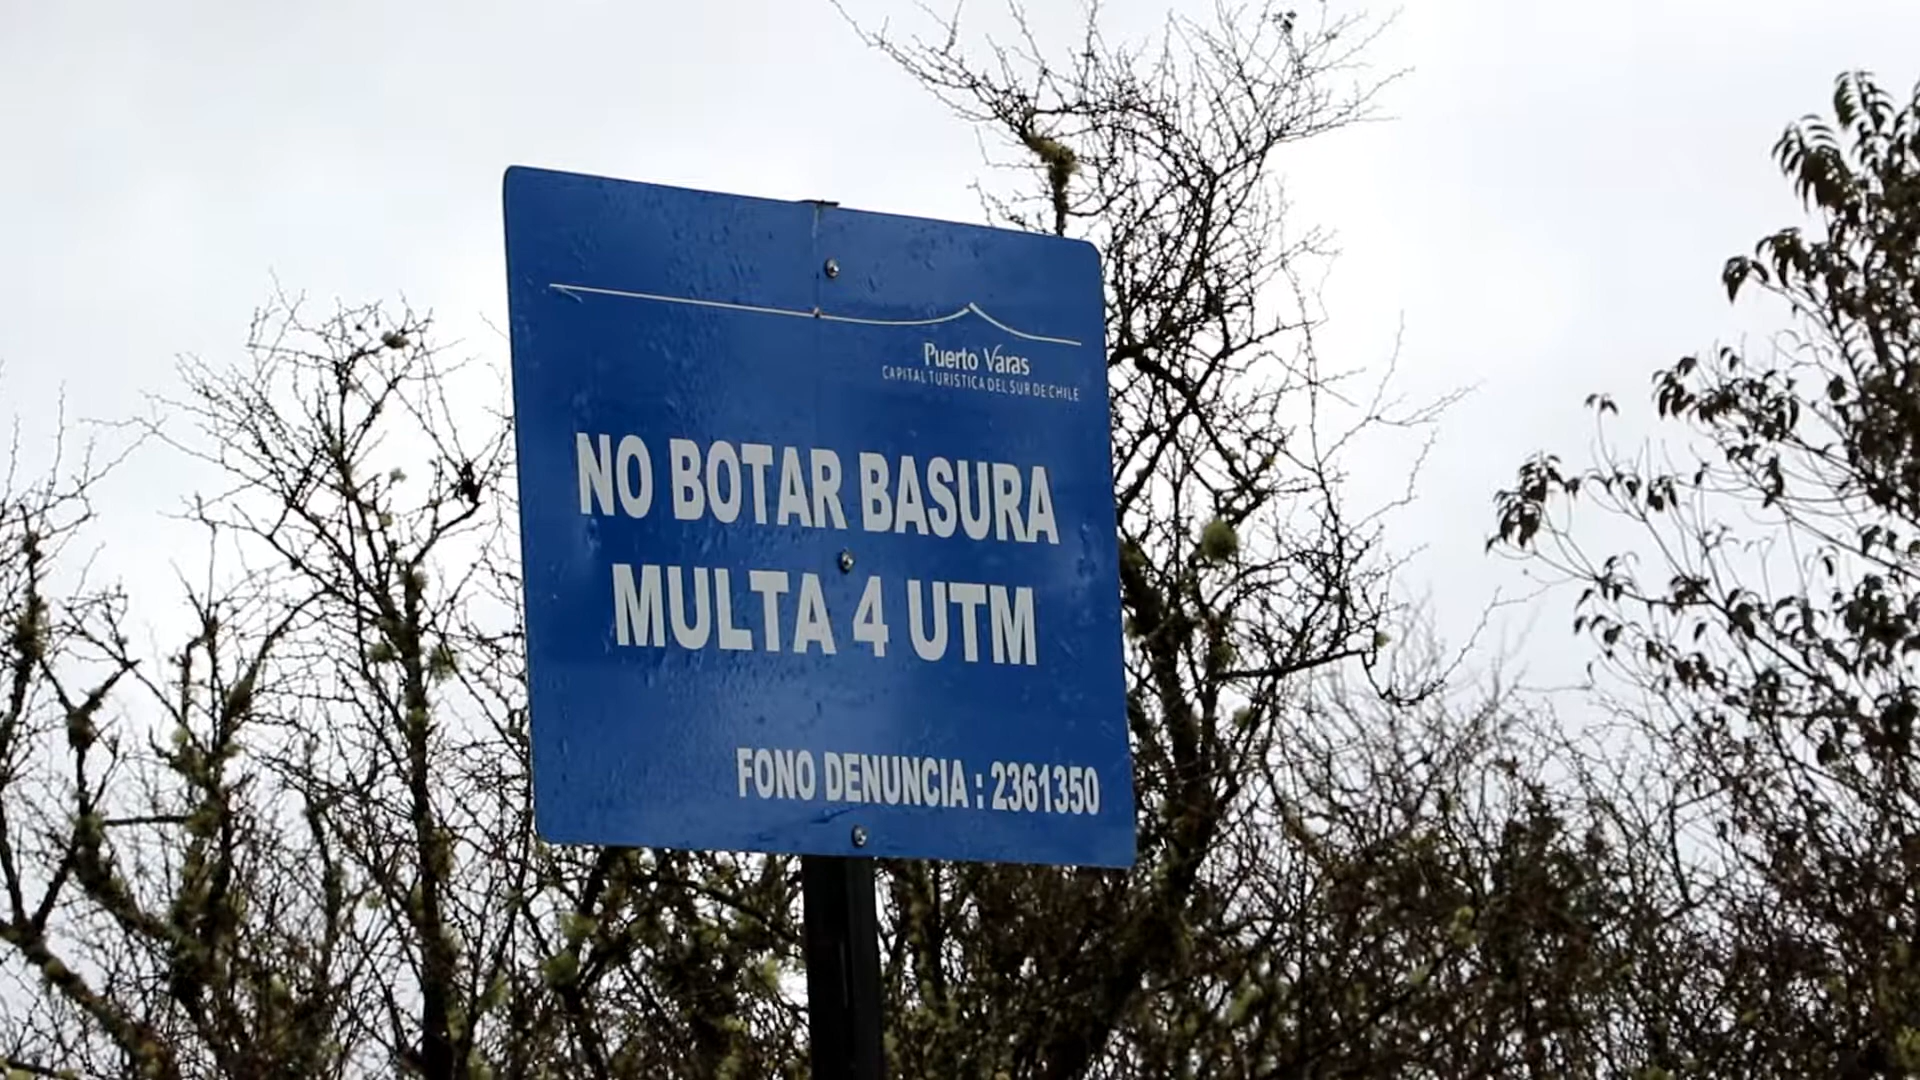 Puerto Varas
CAPITAL TURISTICA DEL SUR DE CHILE
NO BOTAR BASURA
MULTA 4 UTM
FONO DENUNCIA : 2361350